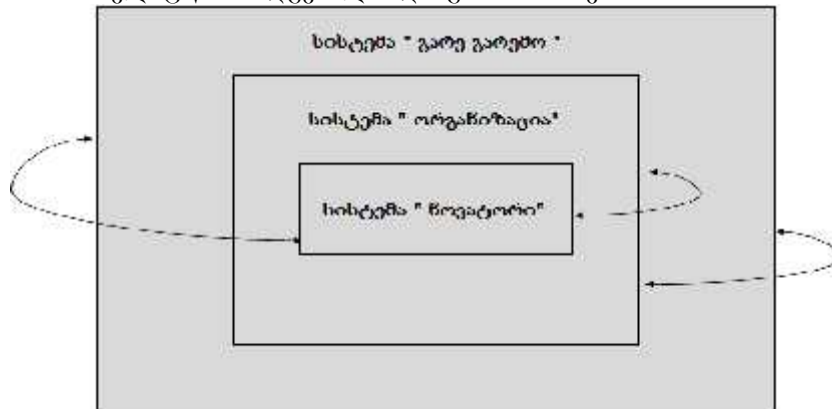 სისტემა " გარე გარემო "
სისტემა " ორგანიზაცია"
სისტემა " ნოვატორი"